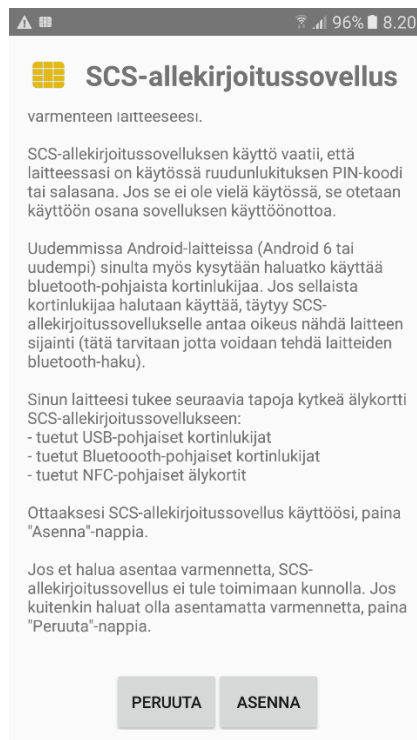 96% 8.20
SCS-allekirjoitussovellus
varmenteen laitteeseesi.
SCS-allekirjoitussovelluksen käyttö vaatii, että
laitteessasi on käytössä ruudunlukituksen PIN-koodi
tai salasana. Jos se ei ole vielä käytössä, se otetaan
käyttöön osana sovelluksen käyttöönottoa.
Uudemmissa Android-laitteissa (Android 6 tai
uudempi) sinulta myös kysytään haluatko käyttää
bluetooth-pohjaista kortinlukijaa. Jos sellaista
kortinlukijaa halutaan käyttää, täytyy SCS-
allekirjoitussovellukselle antaa oikeus nähdä laitteen
sijainti (tätä tarvitaan jotta voidaan tehdä laitteiden
bluetooth-haku).
Sinun laitteesi tukee seuraavia tapoja kytkeä älykortti
SCS-allekirjoitussovellukseen:
- tuetut USB-pohjaiset kortinlukijat
- tuetut Bluetoooth-pohjaiset kortinlukijat
- tuetut NFC-pohjaiset älykortit
Ottaaksesi SCS-allekirjoitussovellus käyttöösi, paina
"Asenna"-nappia.
Jos et halua asentaa varmennetta, SCS-
allekirjoitussovellus ei tule toimimaan kunnolla. Jos
kuitenkin haluat olla asentamatta varmennetta, paina
"Peruuta"-nappia.
PERUUTA ASENNA